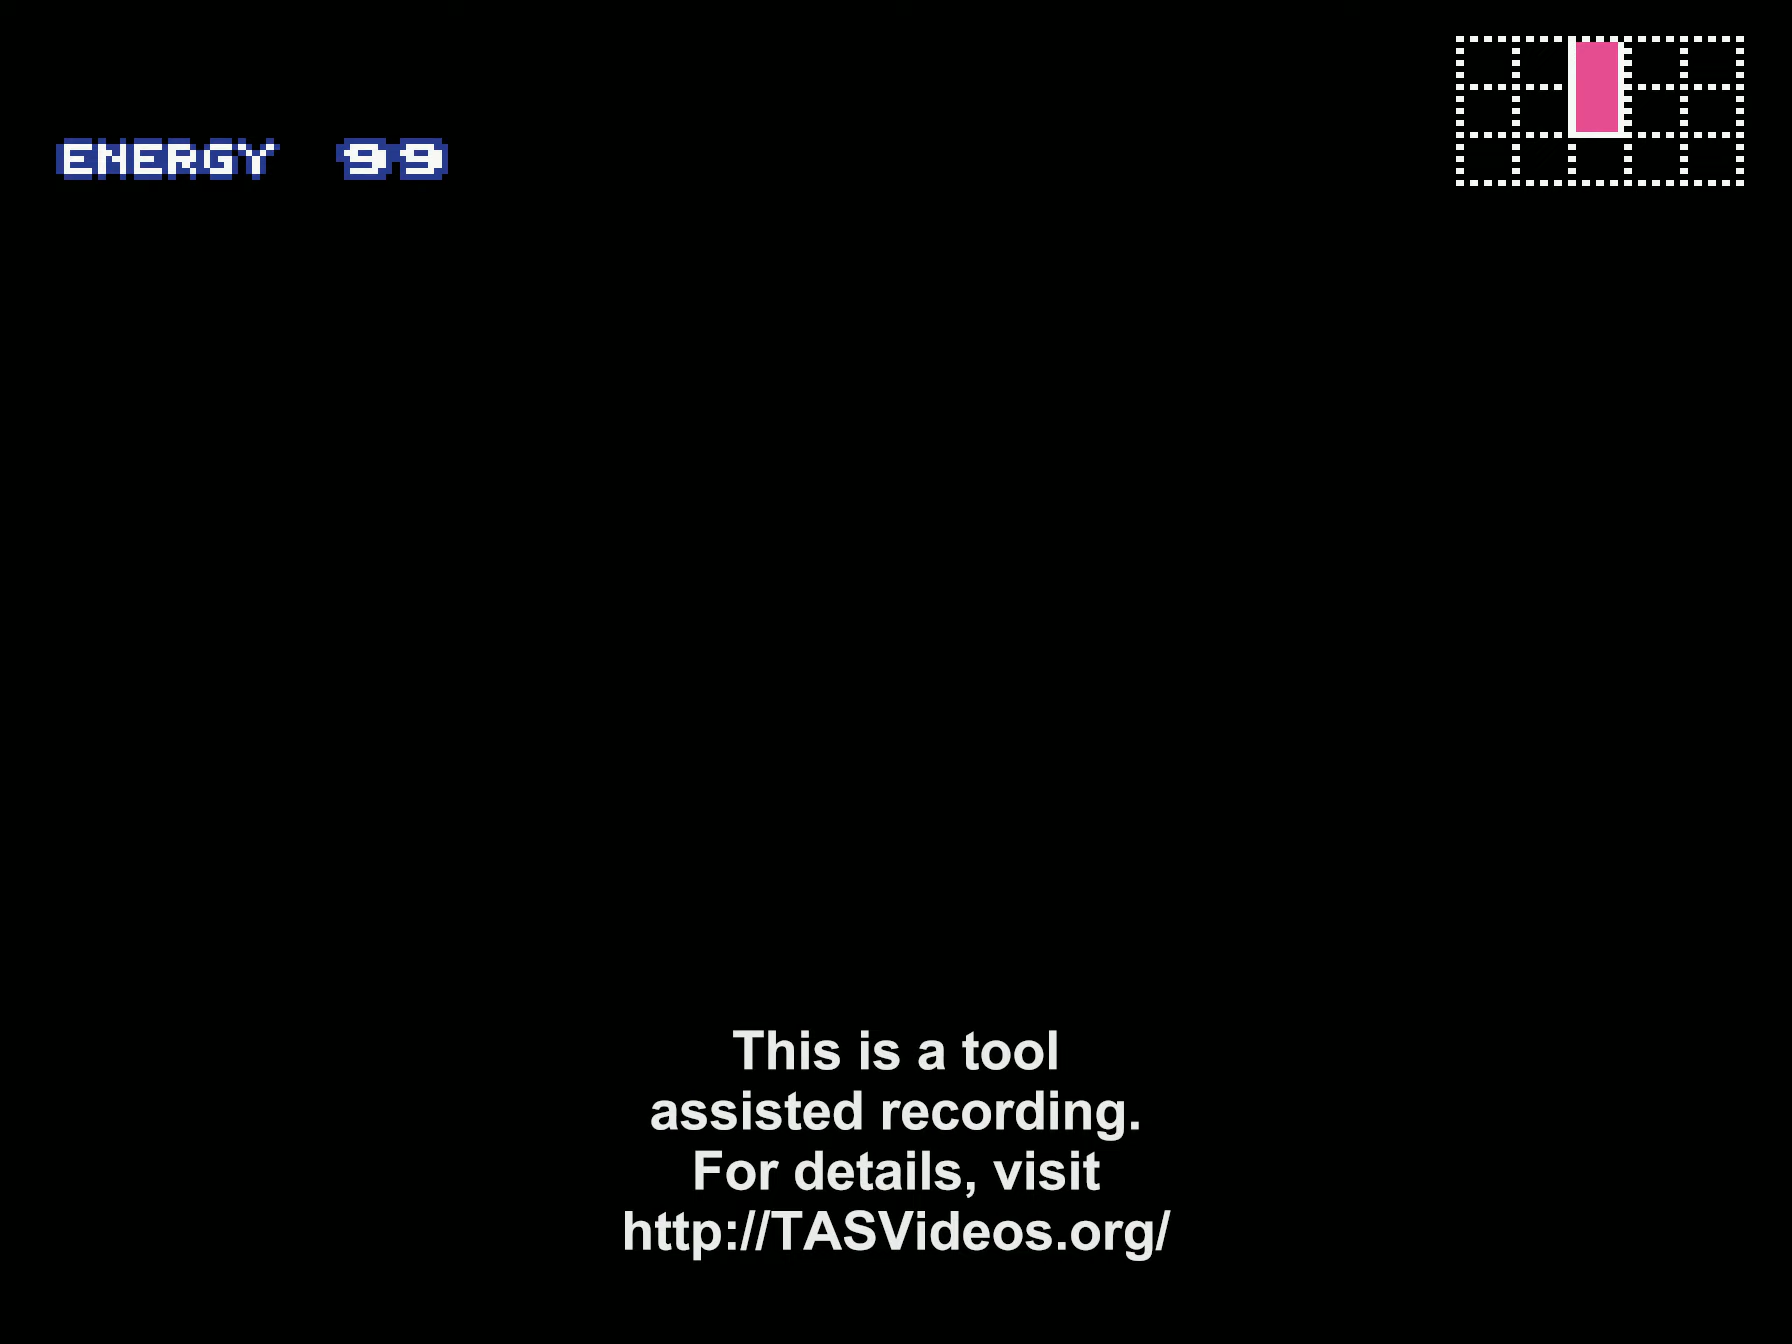 ENERGY 99
This is a tool
assisted recording.
For details, visit
http://TASVideos.org/